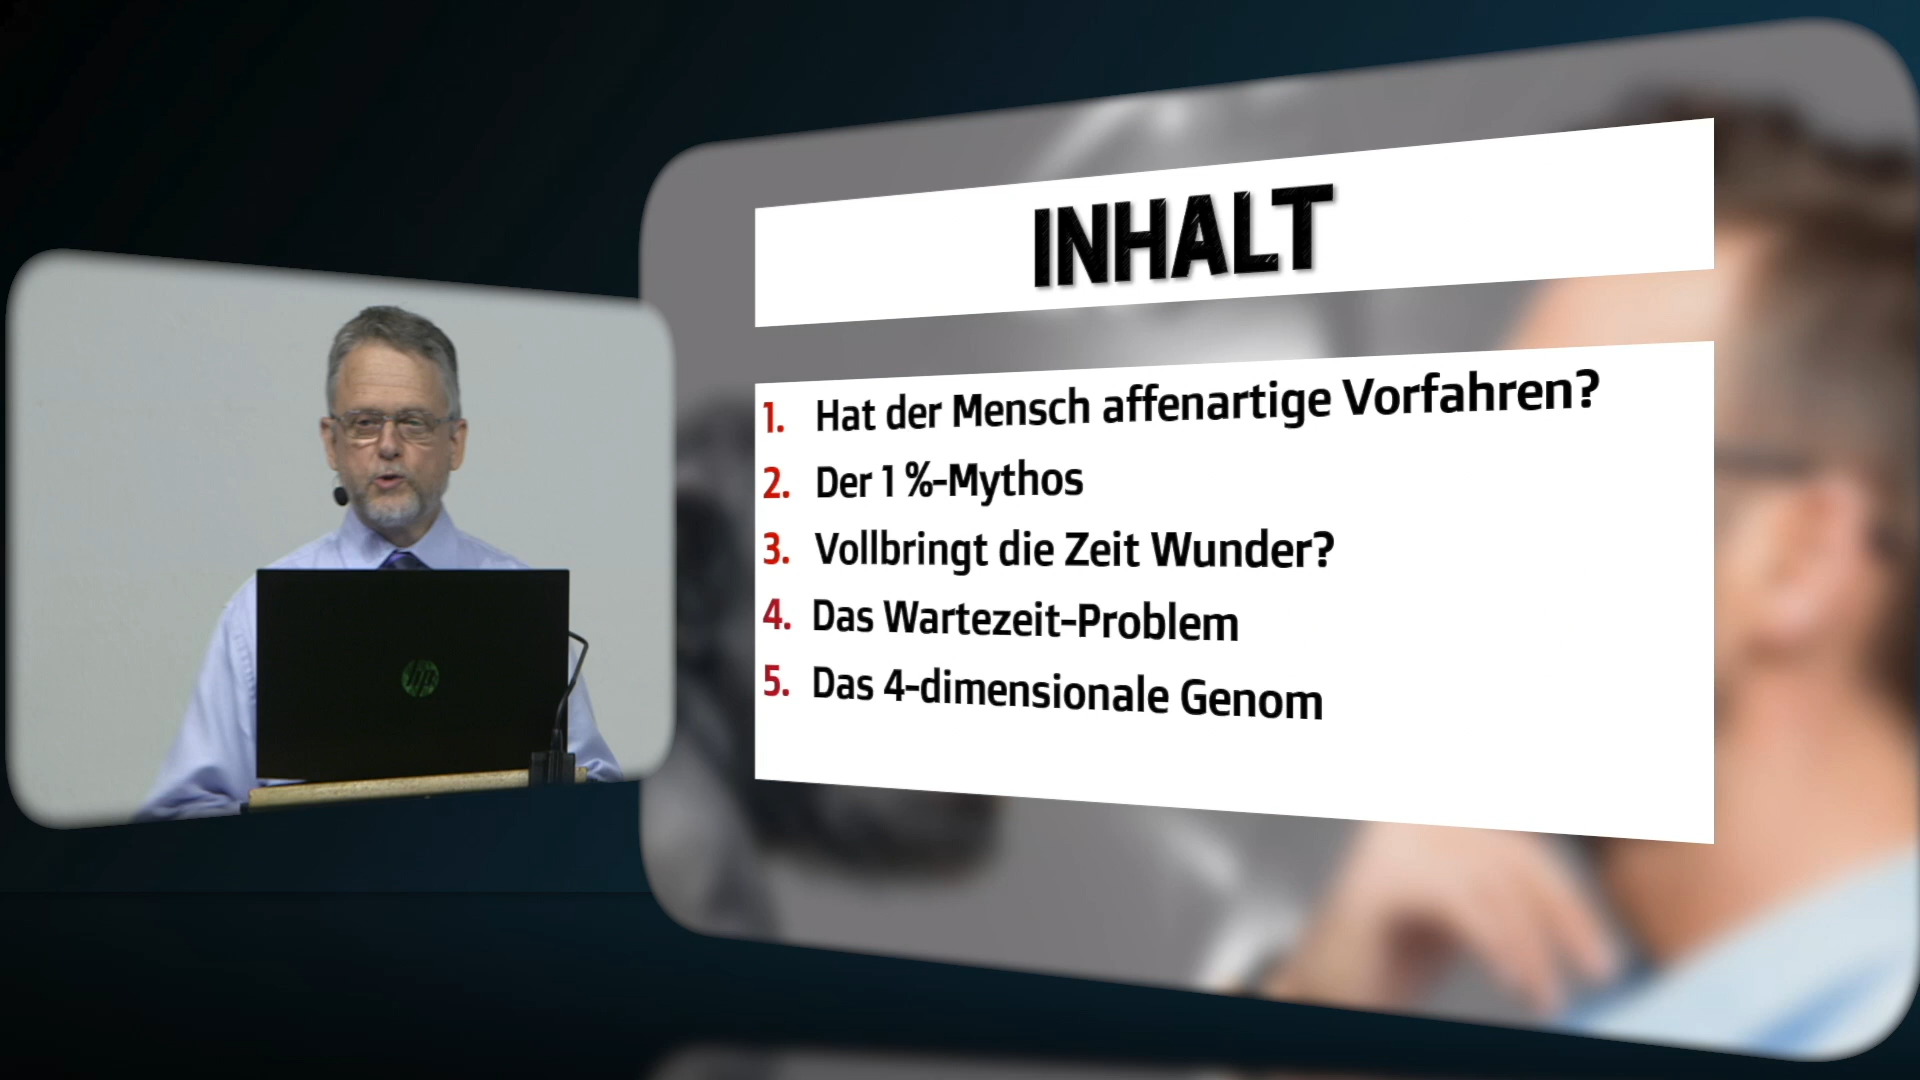 INHALT
1. Hat der Mensch affenartige Vorfahren?
2. Der 1 %-Mythos
3. Vollbringt die Zeit Wunder?
4. Das Wartezeit-Problem
5. Das 4-dimensionale Genom
hp